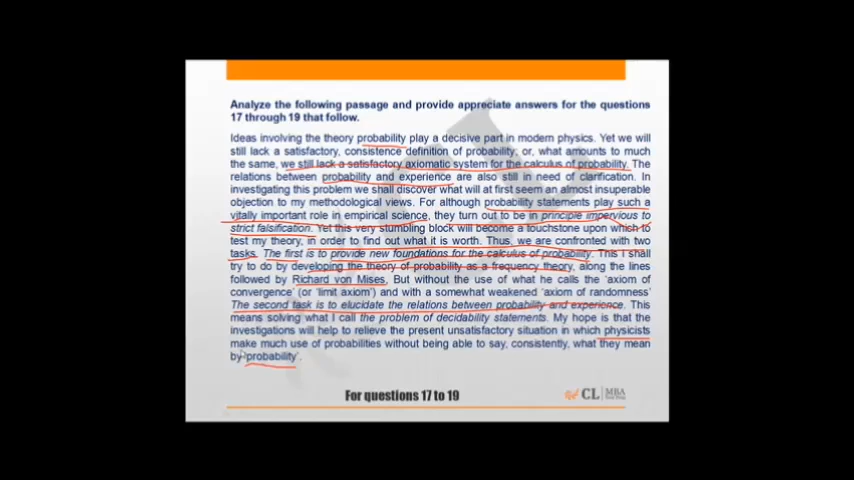 Analyze the following passage and provide appreciate answers for the questions
17 through 19 that follow.
Ideas involving the theory probability play a decisive part in modern physics. Yet we will
still lack a satisfactory, consistence definition of probability, or, what amounts to much
the same, we still lack a satisfactory axiomatic system for the calculus of probability. The
relations between probability and experience are also still in need of clarification. In
investigating this problem we shall discover what will at first seem an almost insuperable
objection to my methodological views. For although probability statements play such a
vitally important role in empirical science, they turn out to be in principle impervious to
strict falsification. Yet this very stumbling block will become a touchstone upon which to
test my theory, in order to find out what it is worth. Thus, we are confronted with two
tasks. The first is to provide new foundations for the calculus of probability. This I shall
try to do by developing the theory of probability as a frequency theory, along the lines
followed by Richard von Mises, But without the use of what he calls the 'axiom of
convergence' (or 'limit axiom') and with a somewhat weakened 'axiom of randomness'
The second task is to elucidate the relations between probability and experience. This
means solving what I call the problem of decidability statements. My hope is that the
investigations will help to relieve the present unsatisfactory situation in which physicists
make much use of probabilities without being able to say, consistently, what they mean
by 'probability'.
For questions 17 to 19
CL MBA